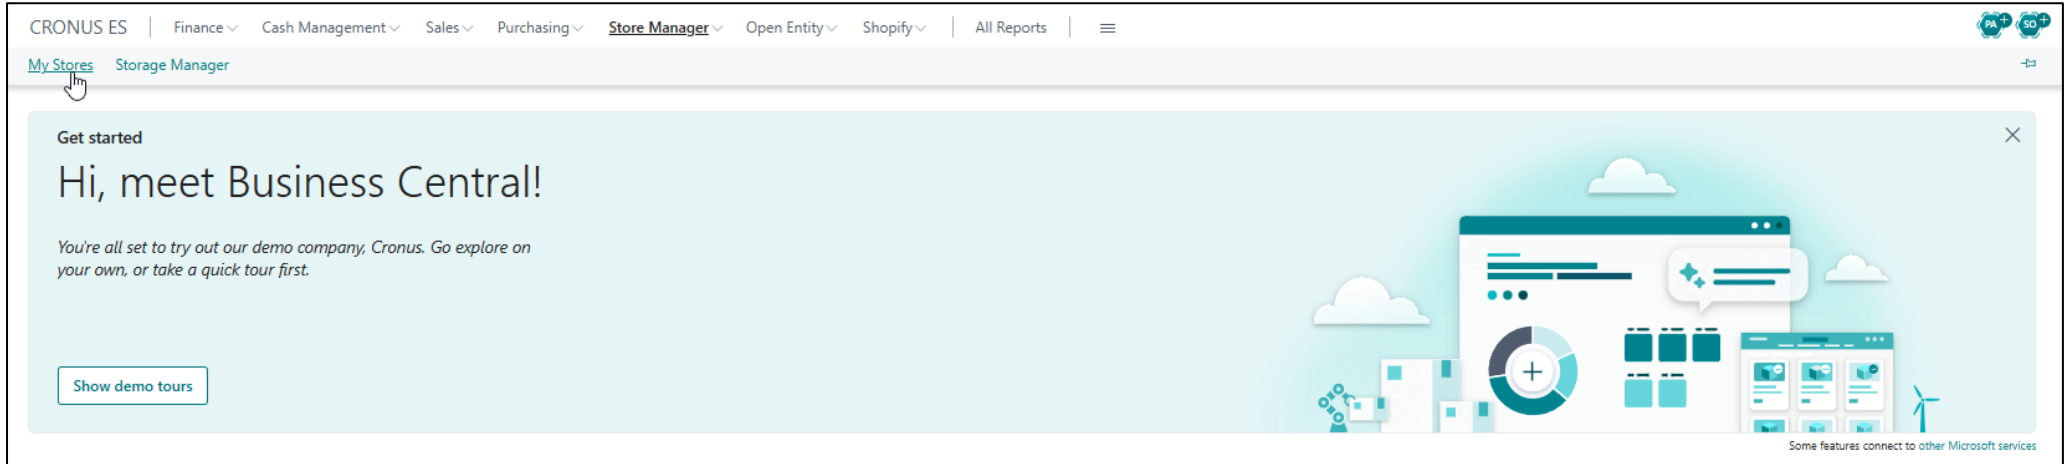 CRONUS ES Finance Cash Management Sales Purchasing Store Manager Open Entity Shopify All Reports PA SO
My Stores Storage Manager
Get started
Hi, meet Business Central!
You're all set to try out our demo company, Cronus. Go explore on
your own, or take a quick tour first.
Show demo tours
Some features connect to other Microsoft services